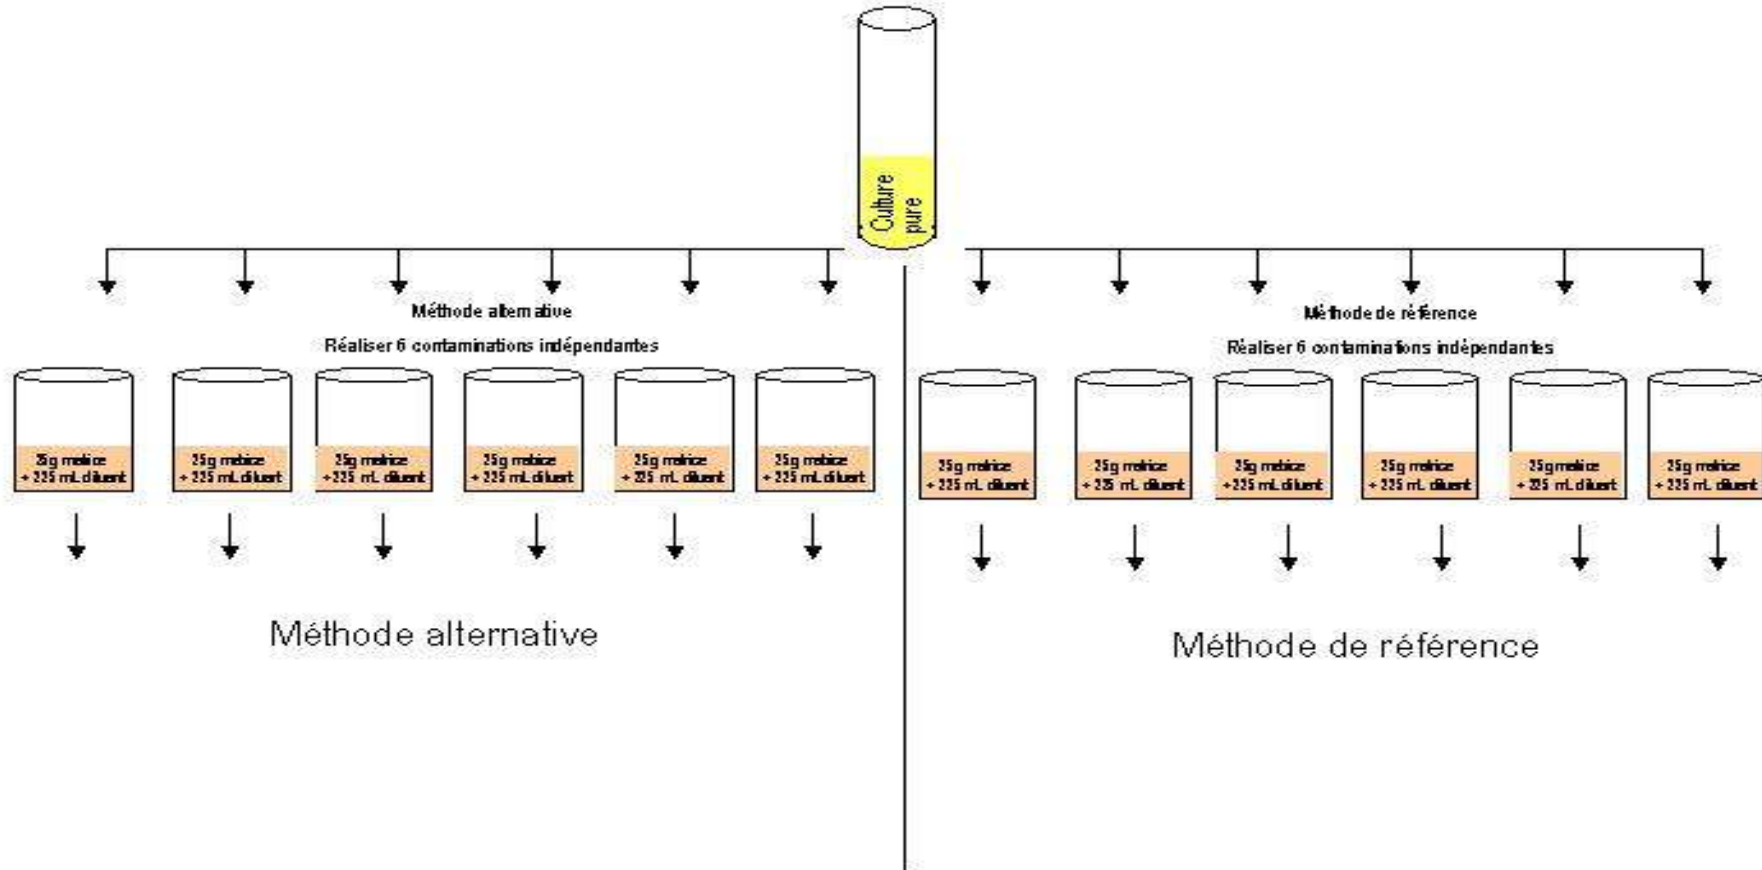 Culture
pure
Méthode alternative
Réaliser 6 contaminations indépendantes
25g matrice
+ 225 mL diluent
25g matrice
+ 225 mL diluent
25g matrice
+ 225 mL diluent
25g matrice
+ 225 mL diluent
25g matrice
+ 225 mL diluent
25g matrice
+ 225 mL diluent
Méthode alternative
Méthode de référence
Réaliser 6 contaminations indépendantes
25g matrice
+ 225 mL diluent
25g matrice
+ 225 mL diluent
25g matrice
+ 225 mL diluent
25g matrice
+ 225 mL diluent
25g matrice
+ 225 mL diluent
25g matrice
+ 225 mL diluent
Méthode de référence